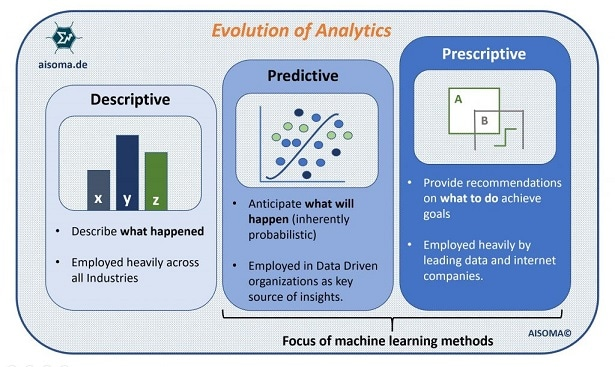 Evolution of Analytics
aisoma.de
Descriptive
x y z
• Describe what happened
• Employed heavily across
all Industries
Predictive
• Anticipate what will
happen (inherently
probabilistic)
• Employed in Data Driven
organizations as key
source of insights.
Prescriptive
A
B
• Provide recommendations
on what to do achieve
goals
• Employed heavily by
leading data and internet
companies.
Focus of machine learning methods
AISOMA©